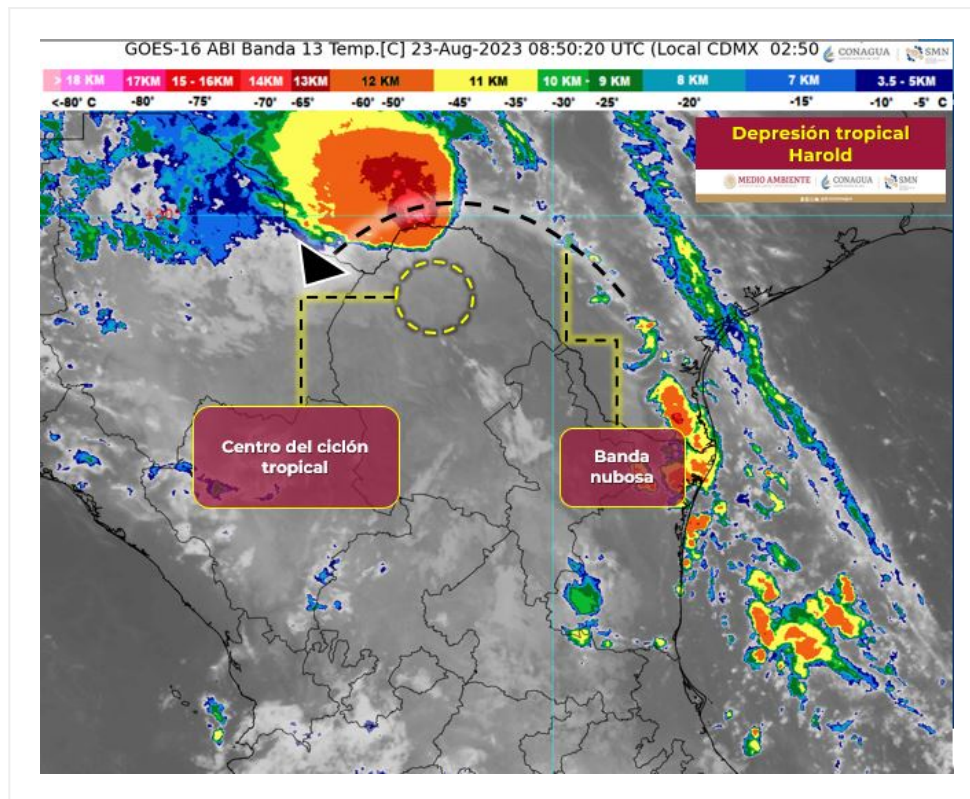 GOES-16 ABI Banda 13 Temp.[C] 23-Aug-2023 08:50:20 UTC (Local CDMX 02:50
CONAGUA
SMN
> 18 KM 17KM 15 - 16KM 14KM 13KM 12 KM 11 KM 10 KM - 9 KM 8 KM 7 KM 3.5 - 5KM
<-80° C -80° -75° -70° -65° -60° -50° -45° -35° -30° -25° -20° -15° -10° -5° C
Depresión tropical
Harold
MEDIO AMBIENTE CONAGUA SMN
Centro del ciclón
tropical
Banda
nubosa